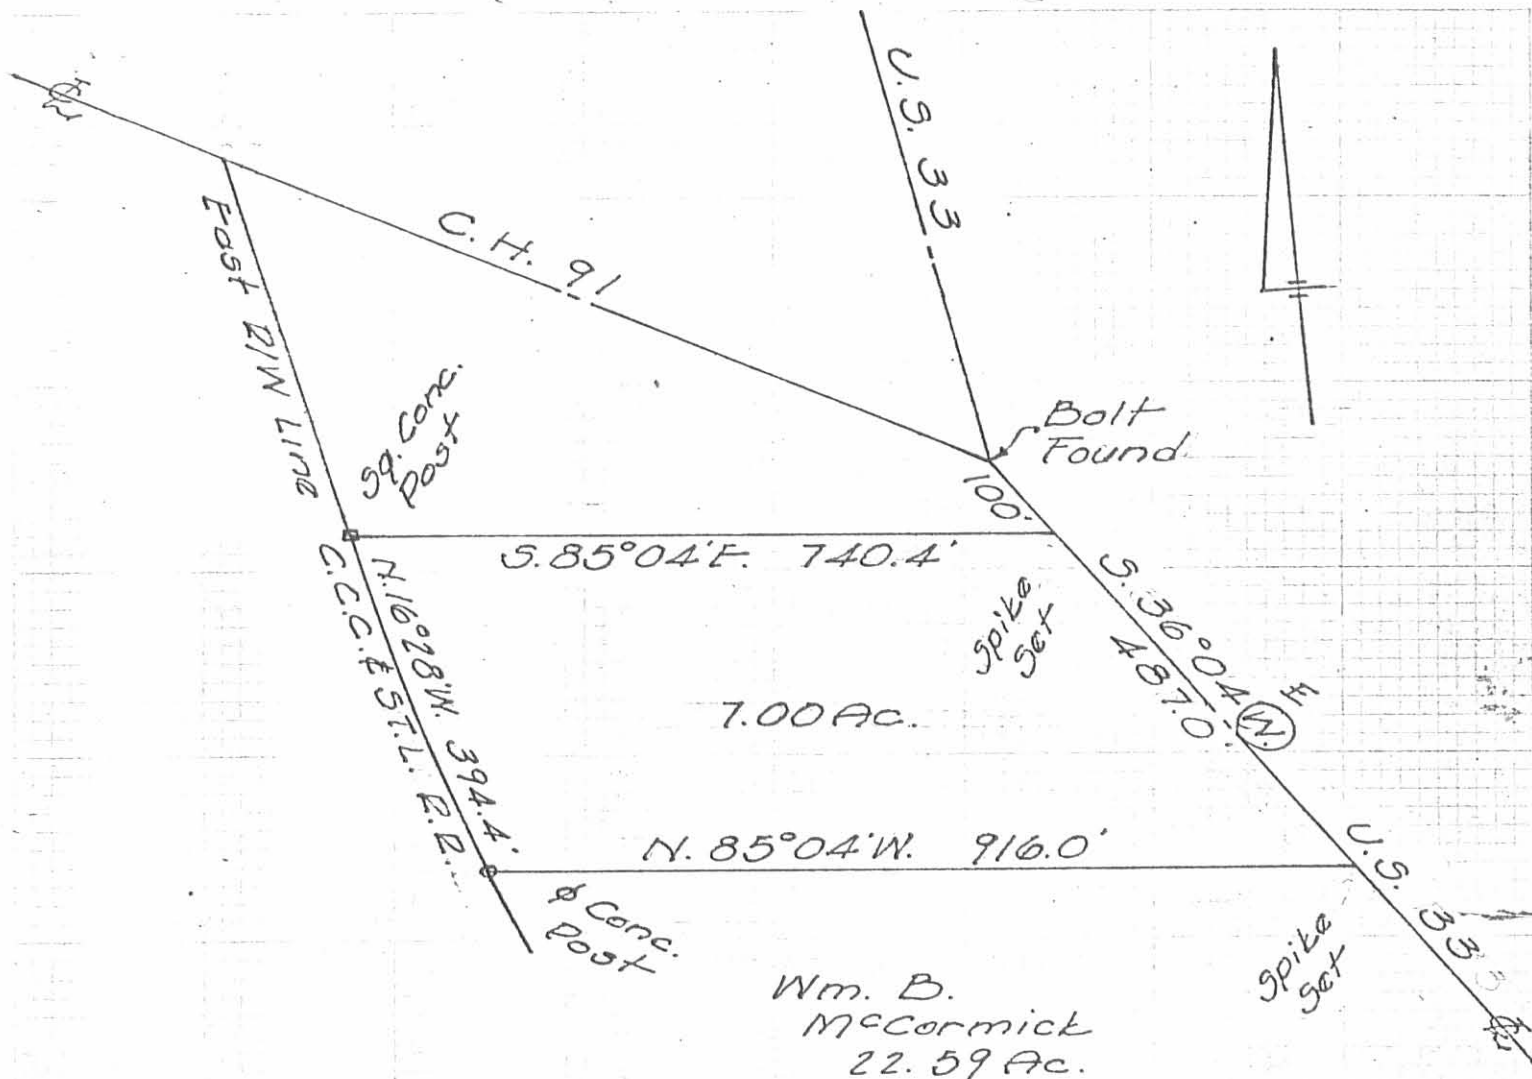 U.S. 33
C. H. 91
East R/W Line
Sq. Conc.
Post
Bolt
Found
100'
S. 85°04'E. 740.4'
C.C.C. & ST. L. R.R.
N. 16°28'W. 394.4'
Spike
Set
S. 36°04' W. E
487.0'
7.00 Ac.
N. 85°04'W. 916.0'
U.S. 33
ϕ Conc.
Post
Spike
Set
Wm. B.
McCormick
22.59 Ac.